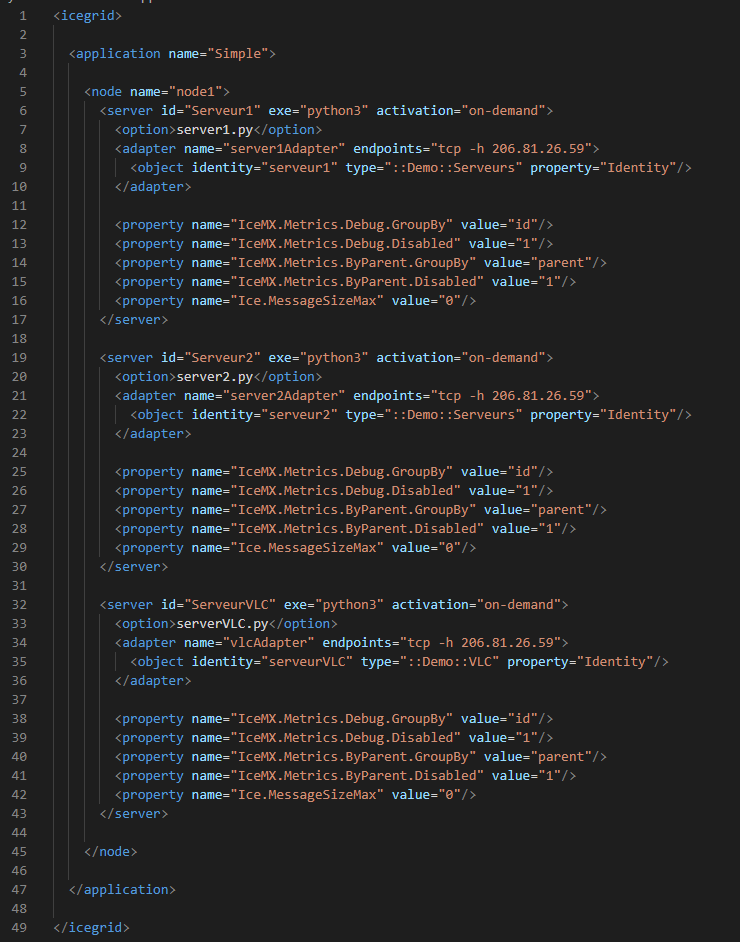 1 <icegrid>
2
3 <application name="Simple">
4
5 <node name="node1">
6 <server id="Serveur1" exe="python3" activation="on-demand">
7 <option>server1.py</option>
8 <adapter name="server1Adapter" endpoints="tcp -h 206.81.26.59">
9 <object identity="serveur1" type="::Demo::Serveurs" property="Identity"/>
10 </adapter>
11
12 <property name="IceMX.Metrics.Debug.GroupBy" value="id"/>
13 <property name="IceMX.Metrics.Debug.Disabled" value="1"/>
14 <property name="IceMX.Metrics.ByParent.GroupBy" value="parent"/>
15 <property name="IceMX.Metrics.ByParent.Disabled" value="1"/>
16 <property name="Ice.MessageSizeMax" value="0"/>
17 </server>
18
19 <server id="Serveur2" exe="python3" activation="on-demand">
20 <option>server2.py</option>
21 <adapter name="server2Adapter" endpoints="tcp -h 206.81.26.59">
22 <object identity="serveur2" type="::Demo::Serveurs" property="Identity"/>
23 </adapter>
24
25 <property name="IceMX.Metrics.Debug.GroupBy" value="id"/>
26 <property name="IceMX.Metrics.Debug.Disabled" value="1"/>
27 <property name="IceMX.Metrics.ByParent.GroupBy" value="parent"/>
28 <property name="IceMX.Metrics.ByParent.Disabled" value="1"/>
29 <property name="Ice.MessageSizeMax" value="0"/>
30 </server>
31
32 <server id="ServeurVLC" exe="python3" activation="on-demand">
33 <option>serverVLC.py</option>
34 <adapter name="vlcAdapter" endpoints="tcp -h 206.81.26.59">
35 <object identity="serveurVLC" type="::Demo::VLC" property="Identity"/>
36 </adapter>
37
38 <property name="IceMX.Metrics.Debug.GroupBy" value="id"/>
39 <property name="IceMX.Metrics.Debug.Disabled" value="1"/>
40 <property name="IceMX.Metrics.ByParent.GroupBy" value="parent"/>
41 <property name="IceMX.Metrics.ByParent.Disabled" value="1"/>
42 <property name="Ice.MessageSizeMax" value="0"/>
43 </server>
44
45 </node>
46
47 </application>
48
49 </icegrid>